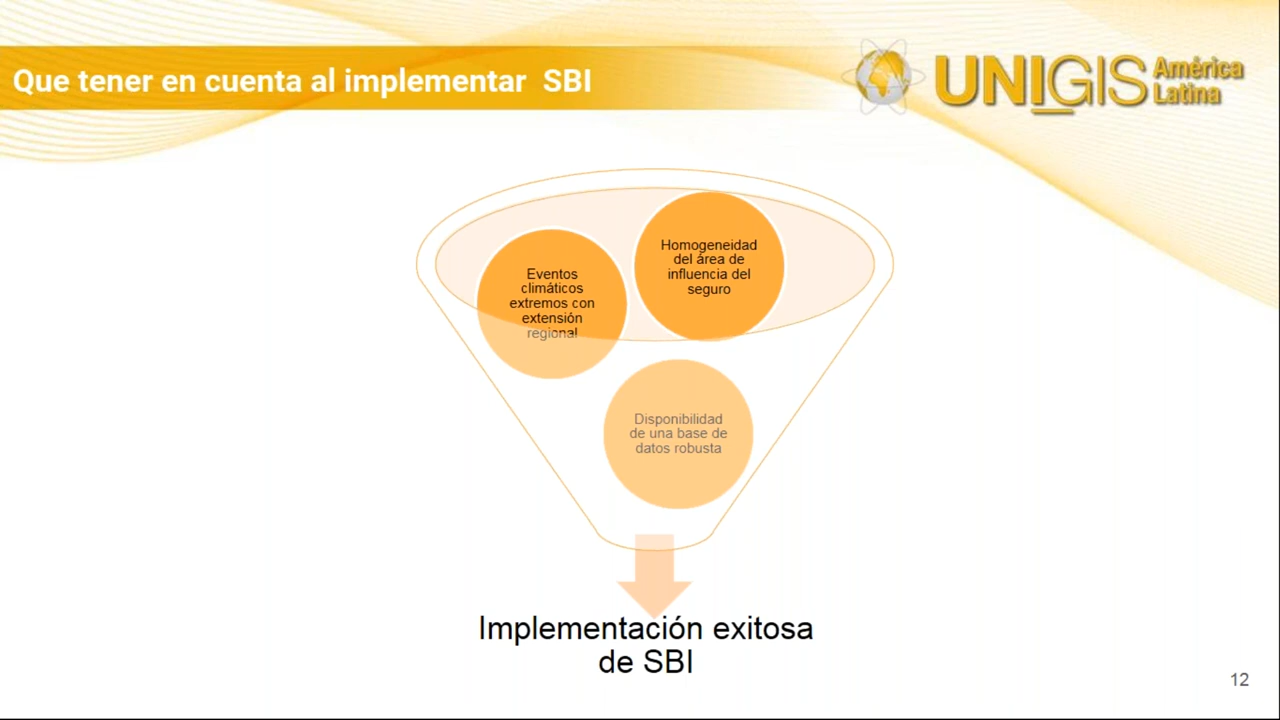 Que tener en cuenta al implementar SBI
UNIGIS América
Latina
Eventos
climáticos
extremos con
extensión
regional
Homogeneidad
del área de
influencia del
seguro
Disponibilidad
de una base de
datos robusta
Implementación exitosa
de SBI
12